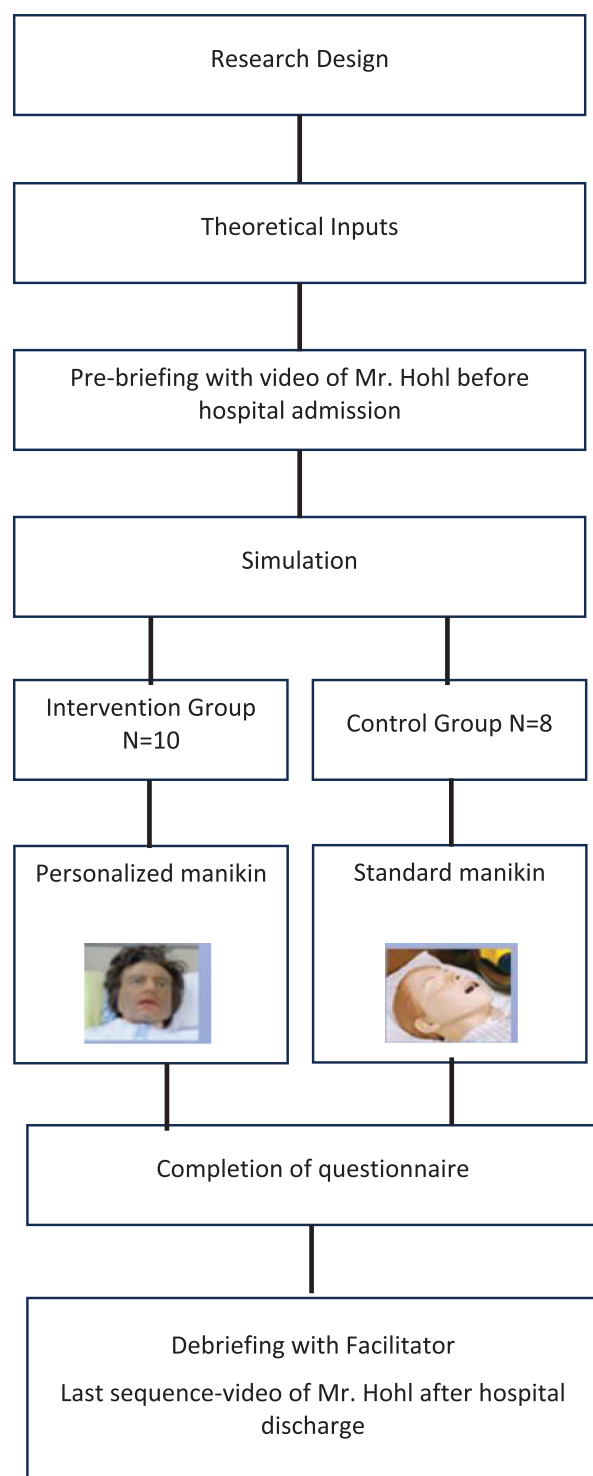 Research Design
Theoretical Inputs
Pre-briefing with video of Mr. Hohl before
hospital admission
Simulation
Intervention Group
N=10
Control Group N=8
Personalized manikin
Standard manikin
Completion of questionnaire
Debriefing with Facilitator
Last sequence-video of Mr. Hohl after hospital
discharge